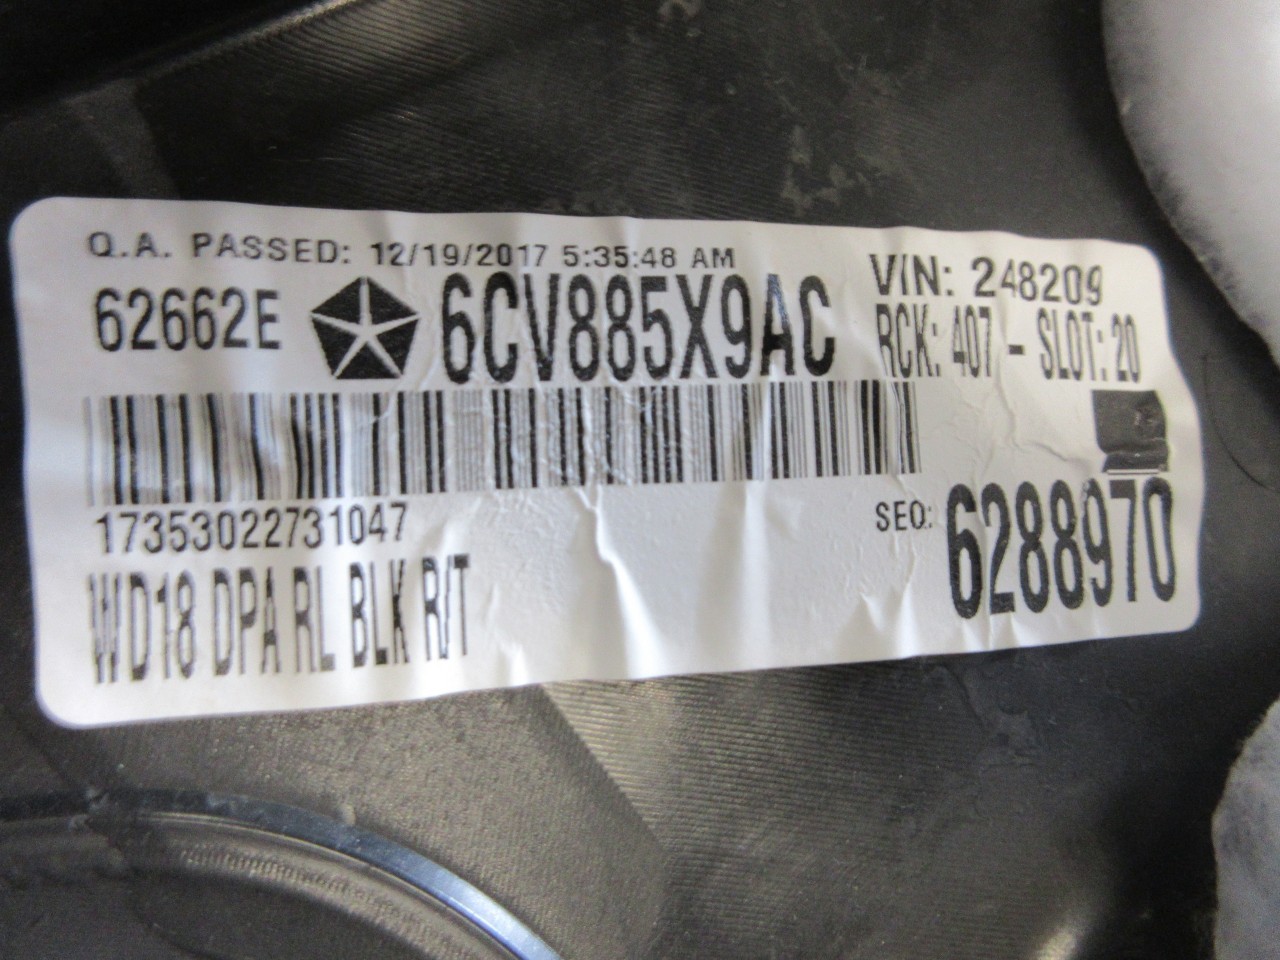 Q.A. PASSED: 12/19/2017 5:35:48 AM
VIN: 248209
62662E 6CV885X9AC
RCK: 407 - SLOT: 20
17353022731047
SEQ: 6288970
WD18 DPA RL BLK R/T